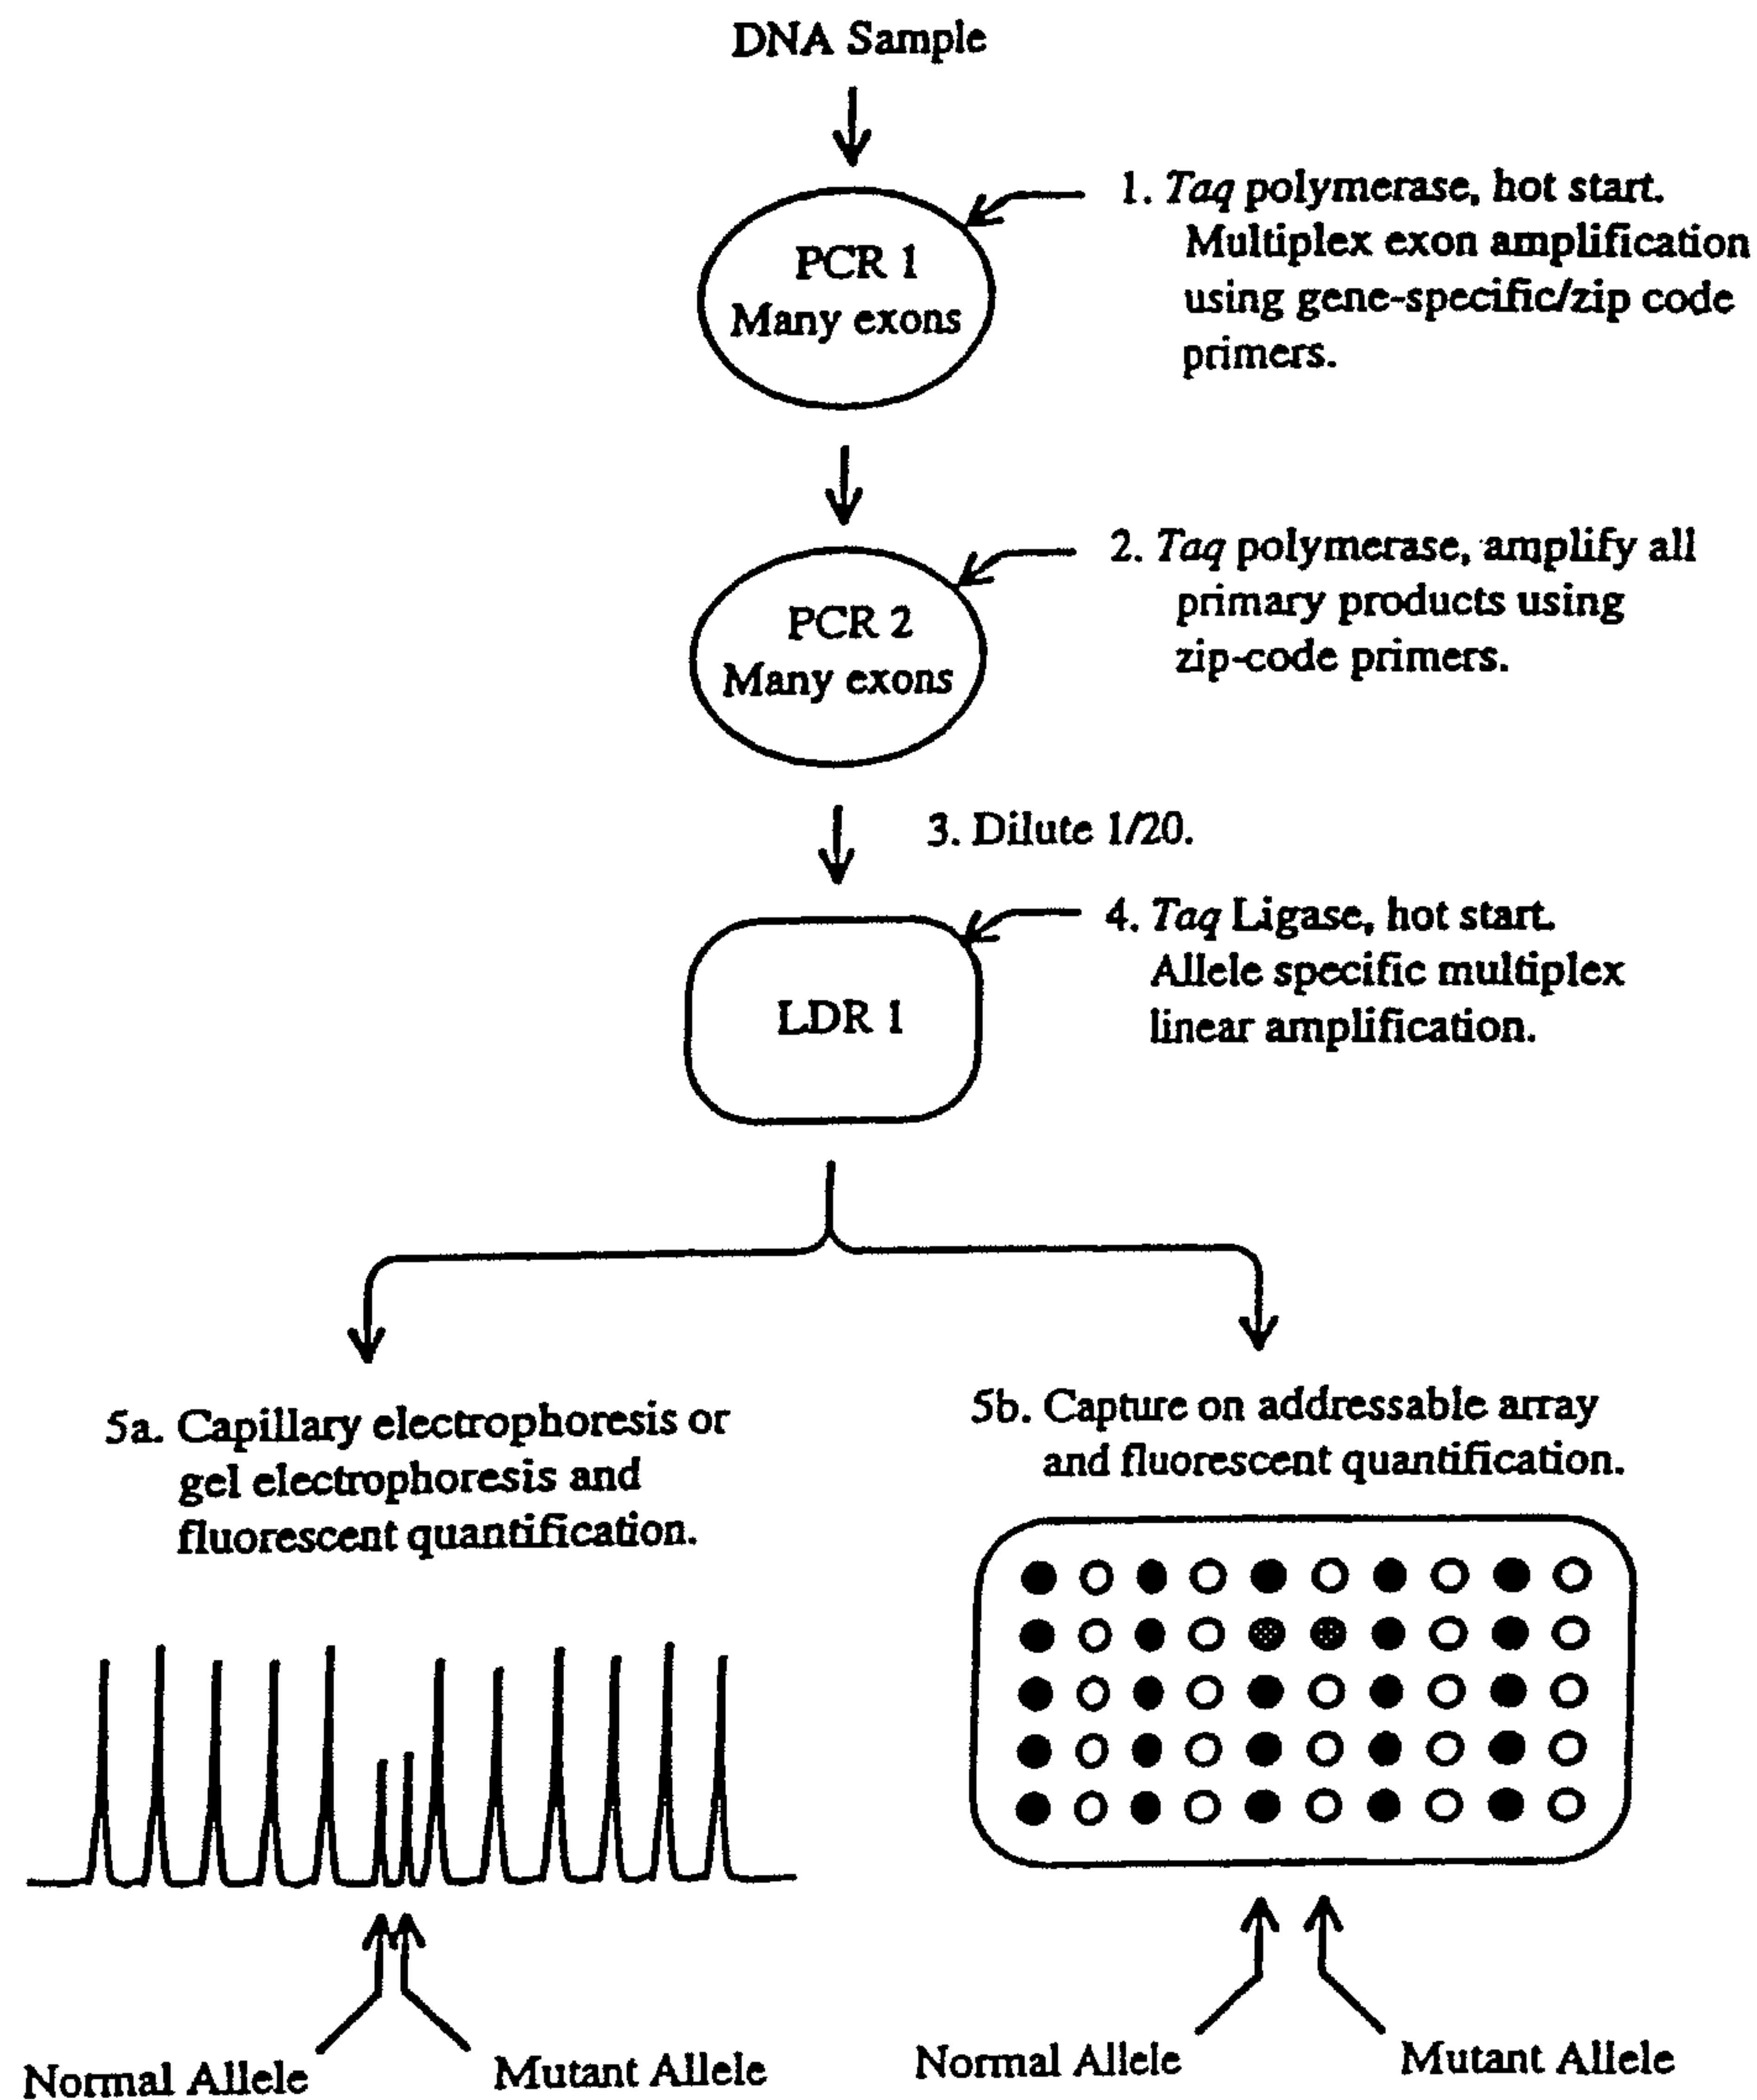 DNA Sample
1. Taq polymerase, hot start.
Multiplex exon amplification
using gene-specific/zip code
primers.
PCR 1
Many exons
2. Taq polymerase, amplify all
primary products using
zip-code primers.
PCR 2
Many exons
3. Dilute 1/20.
4. Taq Ligase, hot start.
Allele specific multiplex
linear amplification.
LDR 1
5a. Capillary electrophoresis or
gel electrophoresis and
fluorescent quantification.
5b. Capture on addressable array
and fluorescent quantification.
Normal Allele
Mutant Allele
Normal Allele
Mutant Allele